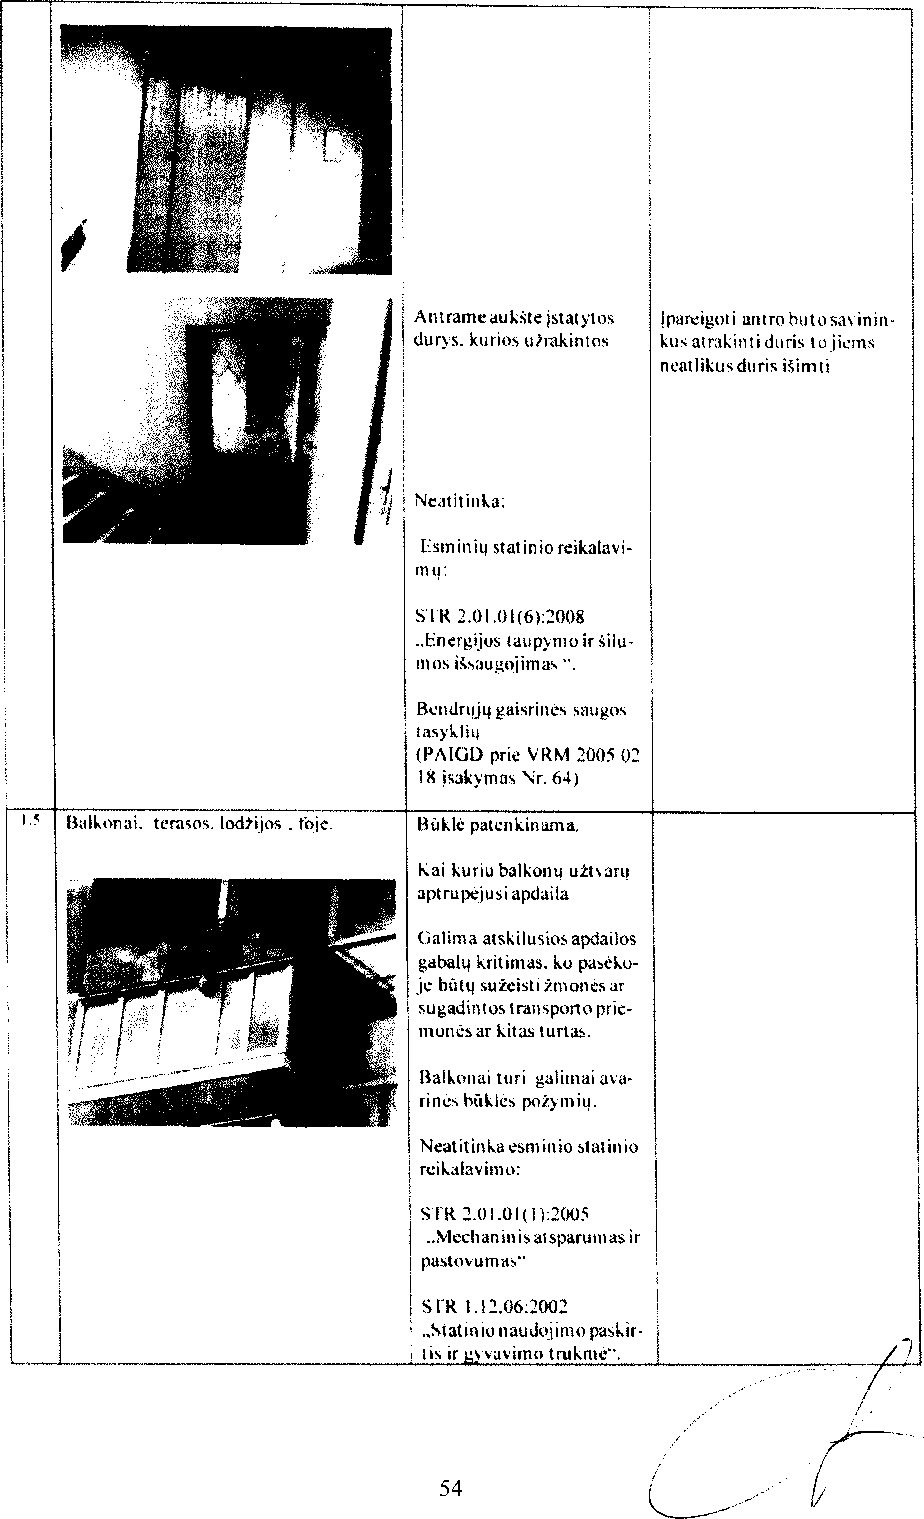 Antrame aukšte įstatytos
durys, kurios užrakintos
Įpareigoti antro buto savinin-
kus atrakinti duris to jiems
neatlikus duris išimti
Neatitinka:
Esminių statinio reikalavi-
mų:
STR 2.01.01(6):2008
„Energijos taupymo ir šilu-
mos išsaugojimas “.
Bendrųjų gaisrinės saugos
tasyklių
(PAIGD prie VRM 2005 02
18 įsakymas Nr. 64)
1.5 Balkonai, terasos, lodžijos , foje.
Būklė patenkinama.
Kai kurių balkonų užtvarų
aptrupėjusi apdaila
Galima atskilusios apdailos
gabalų kritimas, ko pasėko-
je būtų sužeisti žmonės ar
sugadintos transporto prie-
monės ar kitas turtas.
Balkonai turi galimai ava-
rinės būklės požymių.
Neatitinka esminio statinio
reikalavimo:
STR 2.01.01(1):2005
„Mechaninis atsparumas ir
pastovumas“
STR 1.12.06:2002
„Statinio naudojimo paskir-
tis ir gyvavimo trukmė“.
54